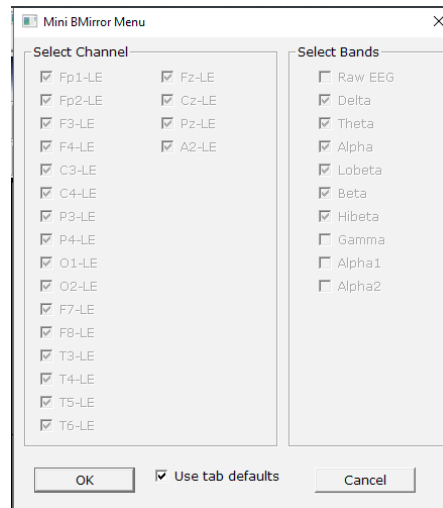 Mini BMirror Menu
Select Channel
Fp1-LE
Fp2-LE
F3-LE
F4-LE
C3-LE
C4-LE
P3-LE
P4-LE
O1-LE
O2-LE
F7-LE
F8-LE
T3-LE
T4-LE
T5-LE
T6-LE
Fz-LE
Cz-LE
Pz-LE
A2-LE
Select Bands
Raw EEG
Delta
Theta
Alpha
Lobeta
Beta
Hibeta
Gamma
Alpha1
Alpha2
OK
Use tab defaults
Cancel